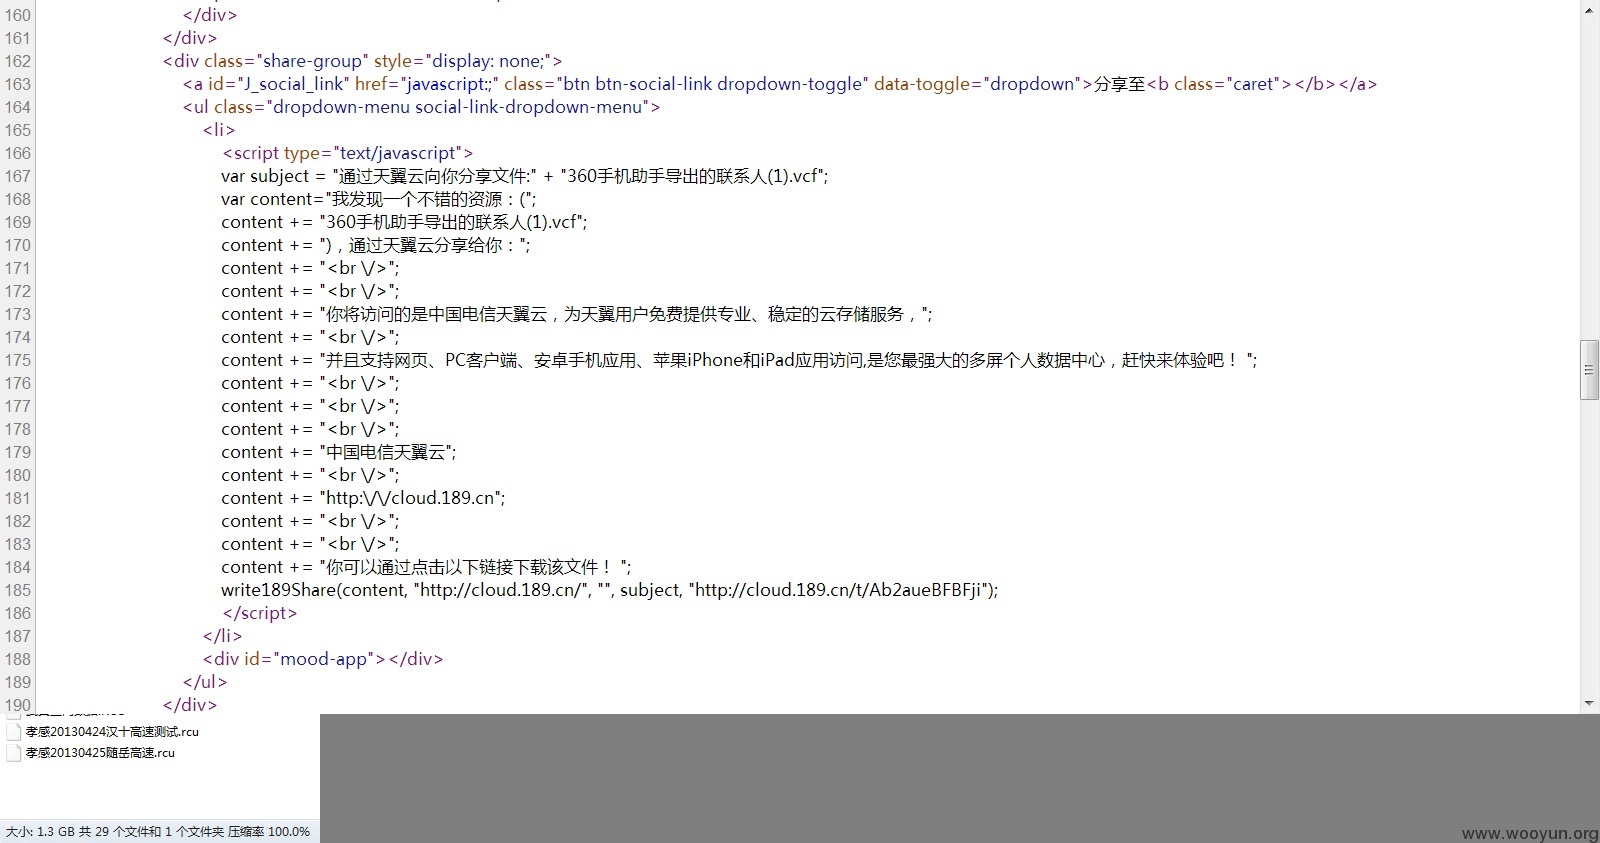 160 </div>
161 </div>
162 <div class="share-group" style="display: none;">
163 <a id="J_social_link" href="javascript:;" class="btn btn-social-link dropdown-toggle" data-toggle="dropdown">分享至<b class="caret"></b></a>
164 <ul class="dropdown-menu social-link-dropdown-menu">
165 <li>
166 <script type="text/javascript">
167 var subject = "通过天翼云向你分享文件:" + "360手机助手导出的联系人(1).vcf";
168 var content="我发现一个不错的资源：(";
169 content += "360手机助手导出的联系人(1).vcf";
170 content += ")，通过天翼云分享给你：";
171 content += "<br \/>";
172 content += "<br \/>";
173 content += "你将访问的是中国电信天翼云，为天翼用户免费提供专业、稳定的云存储服务，";
174 content += "<br \/>";
175 content += "并且支持网页、PC客户端、安卓手机应用、苹果iPhone和iPad应用访问,是您最强大的多屏个人数据中心，赶快来体验吧！ ";
176 content += "<br \/>";
177 content += "<br \/>";
178 content += "<br \/>";
179 content += "中国电信天翼云";
180 content += "<br \/>";
181 content += "http:\/\/cloud.189.cn";
182 content += "<br \/>";
183 content += "<br \/>";
184 content += "你可以通过点击以下链接下载该文件！ ";
185 write189Share(content, "http://cloud.189.cn/", "", subject, "http://cloud.189.cn/t/Ab2aueBFBFji");
186 </script>
187 </li>
188 <div id="mood-app"></div>
189 </ul>
190 </div>
孝感20130424汉十高速测试.rcu
孝感20130425随岳高速.rcu
大小: 1.3 GB 共 29 个文件和 1 个文件夹 压缩率 100.0%
www.wooyun.org